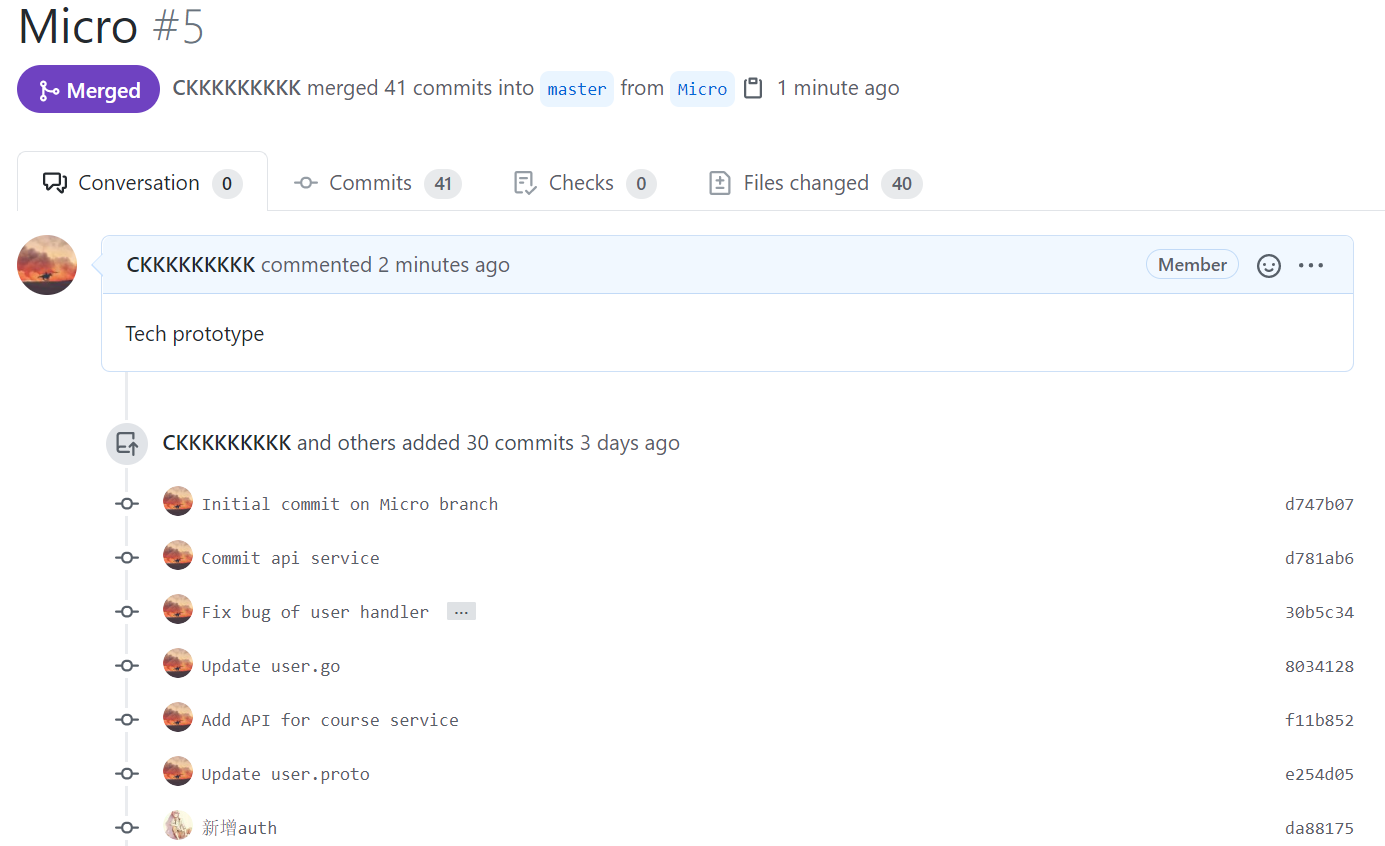 Micro #5
Merged CKKKKKKKKK merged 41 commits into master from Micro 1 minute ago
Conversation 0 Commits 41 Checks 0 Files changed 40
CKKKKKKKKK commented 2 minutes ago Member
Tech prototype
CKKKKKKKKK and others added 30 commits 3 days ago
Initial commit on Micro branch d747b07
Commit api service d781ab6
Fix bug of user handler ... 30b5c34
Update user.go 8034128
Add API for course service f11b852
Update user.proto e254d05
新增auth da88175